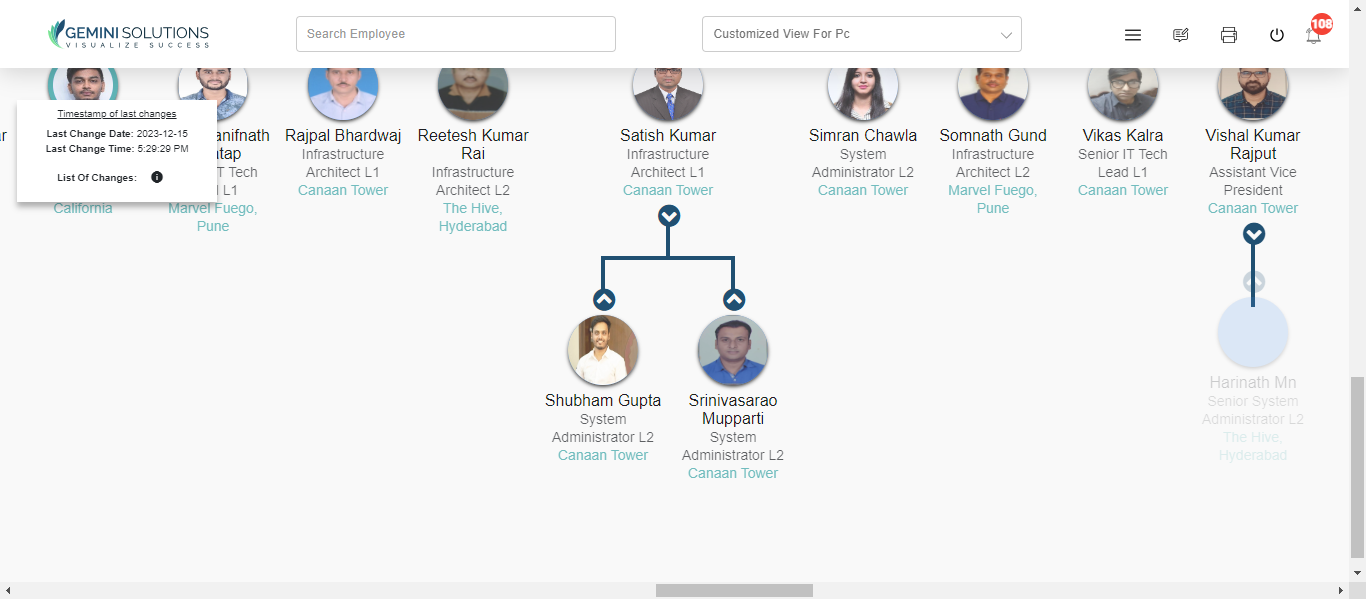 GEMINI SOLUTIONS
VISUALIZE SUCCESS
Search Employee
Customized View For Pc
108
Timestamp of last changes
Last Change Date: 2023-12-15
Last Change Time: 5:29:29 PM
List Of Changes:
California
anifnath
tap
IT Tech
L1
Marvel Fuego,
Pune
Rajpal Bhardwaj
Infrastructure
Architect L1
Canaan Tower
Reetesh Kumar
Rai
Infrastructure
Architect L2
The Hive,
Hyderabad
Satish Kumar
Infrastructure
Architect L1
Canaan Tower
Simran Chawla
System
Administrator L2
Canaan Tower
Somnath Gund
Infrastructure
Architect L2
Marvel Fuego,
Pune
Vikas Kalra
Senior IT Tech
Lead L1
Canaan Tower
Vishal Kumar
Rajput
Assistant Vice
President
Canaan Tower
Shubham Gupta
System
Administrator L2
Canaan Tower
Srinivasarao
Mupparti
System
Administrator L2
Canaan Tower
Harinath Mn
Senior System
Administrator L2
The Hive,
Hyderabad